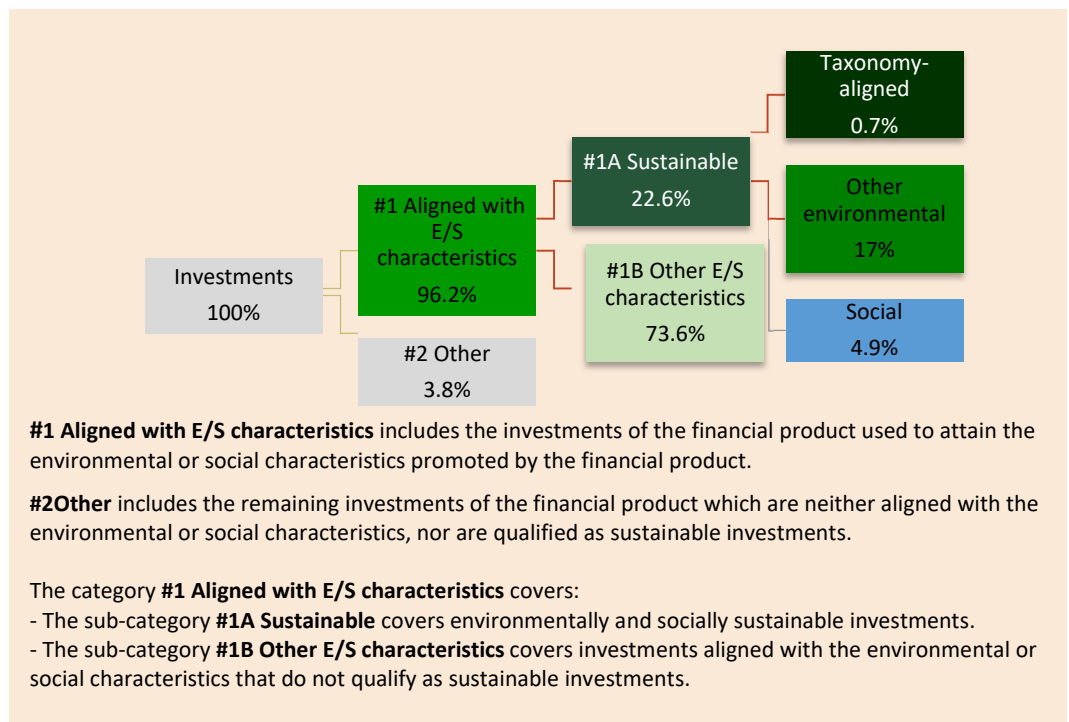 Taxonomy-
aligned
0.7%
#1A Sustainable
22.6%
Other
environmental
17%
#1 Aligned with
E/S
characteristics
96.2%
#1B Other E/S
characteristics
73.6%
Investments
100%
Social
4.9%
#2 Other
3.8%
#1 Aligned with E/S characteristics includes the investments of the financial product used to attain the
environmental or social characteristics promoted by the financial product.
#2Other includes the remaining investments of the financial product which are neither aligned with the
environmental or social characteristics, nor are qualified as sustainable investments.
The category #1 Aligned with E/S characteristics covers:
- The sub-category #1A Sustainable covers environmentally and socially sustainable investments.
- The sub-category #1B Other E/S characteristics covers investments aligned with the environmental or
social characteristics that do not qualify as sustainable investments.